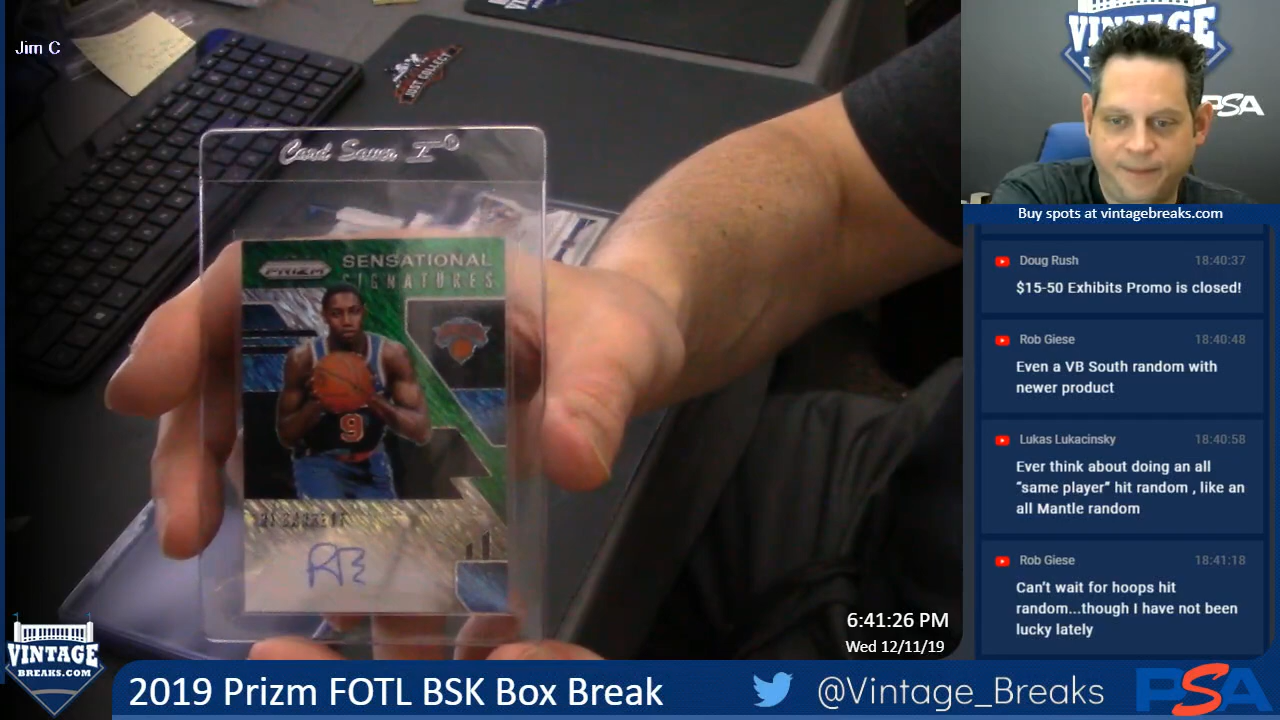 Jim C
JUST COLLECT
Card Saver I
PRIZM
SENSATIONAL
SIGNATURES
9
VINTAGE
PSA
Buy spots at vintagebreaks.com
Doug Rush 18:40:37
$15-50 Exhibits Promo is closed!
Rob Giese 18:40:48
Even a VB South random with
newer product
Lukas Lukacinsky 18:40:58
Ever think about doing an all
“same player” hit random , like an
all Mantle random
Rob Giese 18:41:18
Can’t wait for hoops hit
random...though I have not been
lucky lately
6:41:26 PM
Wed 12/11/19
VINTAGE
BREAKS.COM
2019 Prizm FOTL BSK Box Break
@Vintage_Breaks
PSA